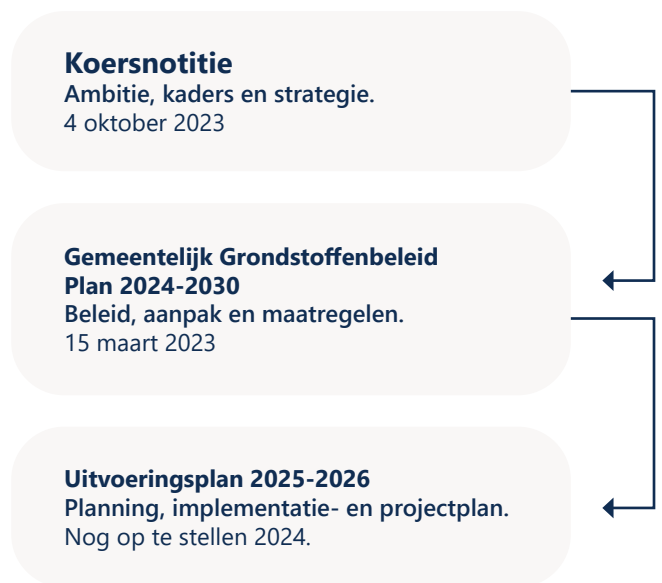 Koersnotitie
Ambitie, kaders en strategie.
4 oktober 2023
Gemeentelijk Grondstoffenbeleid
Plan 2024-2030
Beleid, aanpak en maatregelen.
15 maart 2023
Uitvoeringsplan 2025-2026
Planning, implementatie- en projectplan.
Nog op te stellen 2024.